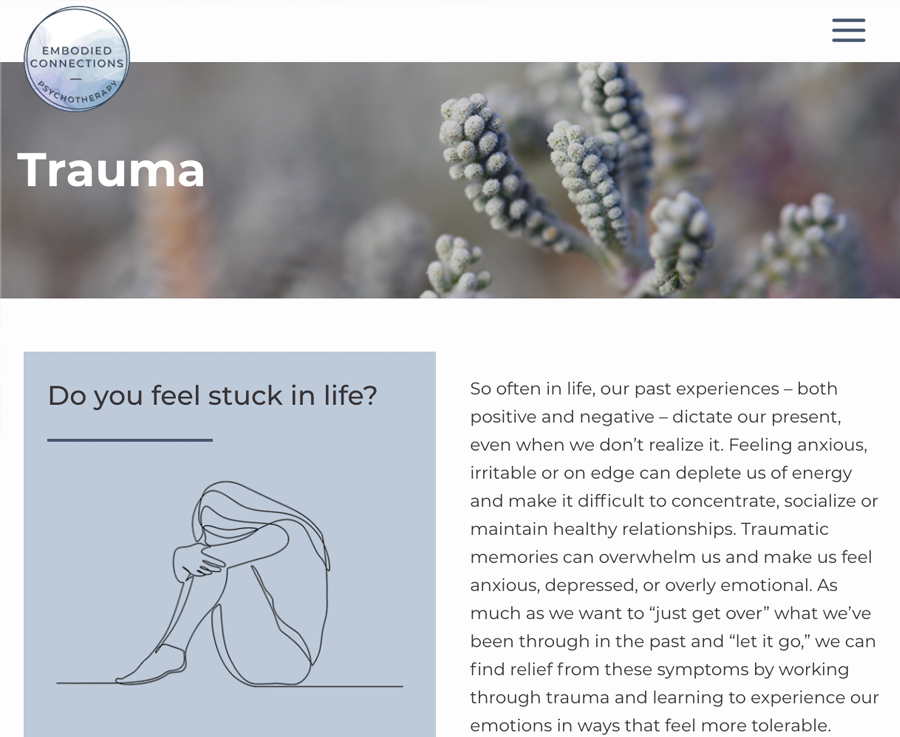 EMBODIED
CONNECTIONS
—
PSYCHOTHERAPY
Trauma
Do you feel stuck in life?
So often in life, our past experiences – both
positive and negative – dictate our present,
even when we don’t realize it. Feeling anxious,
irritable or on edge can deplete us of energy
and make it difficult to concentrate, socialize or
maintain healthy relationships. Traumatic
memories can overwhelm us and make us feel
anxious, depressed, or overly emotional. As
much as we want to “just get over” what we’ve
been through in the past and “let it go,” we can
find relief from these symptoms by working
through trauma and learning to experience our
emotions in ways that feel more tolerable.